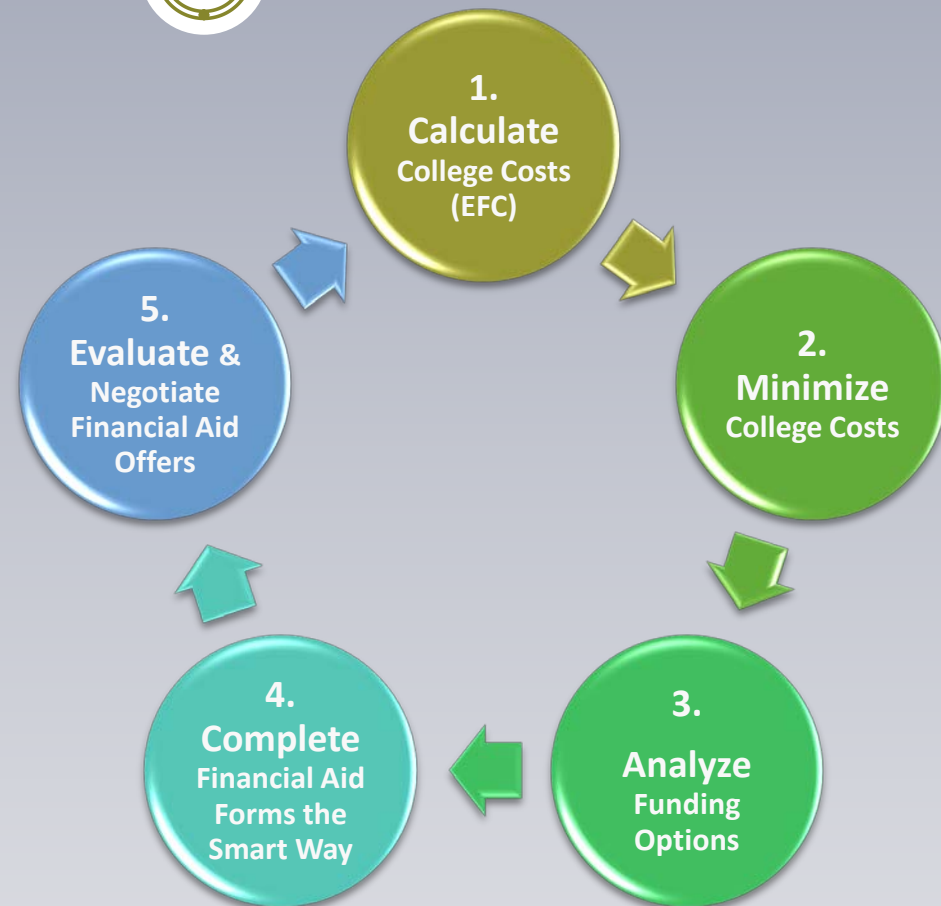 1.
Calculate
College Costs
(EFC)
2.
Minimize
College Costs
3.
Analyze
Funding
Options
4.
Complete
Financial Aid
Forms the
Smart Way
5.
Evaluate &
Negotiate
Financial Aid
Offers